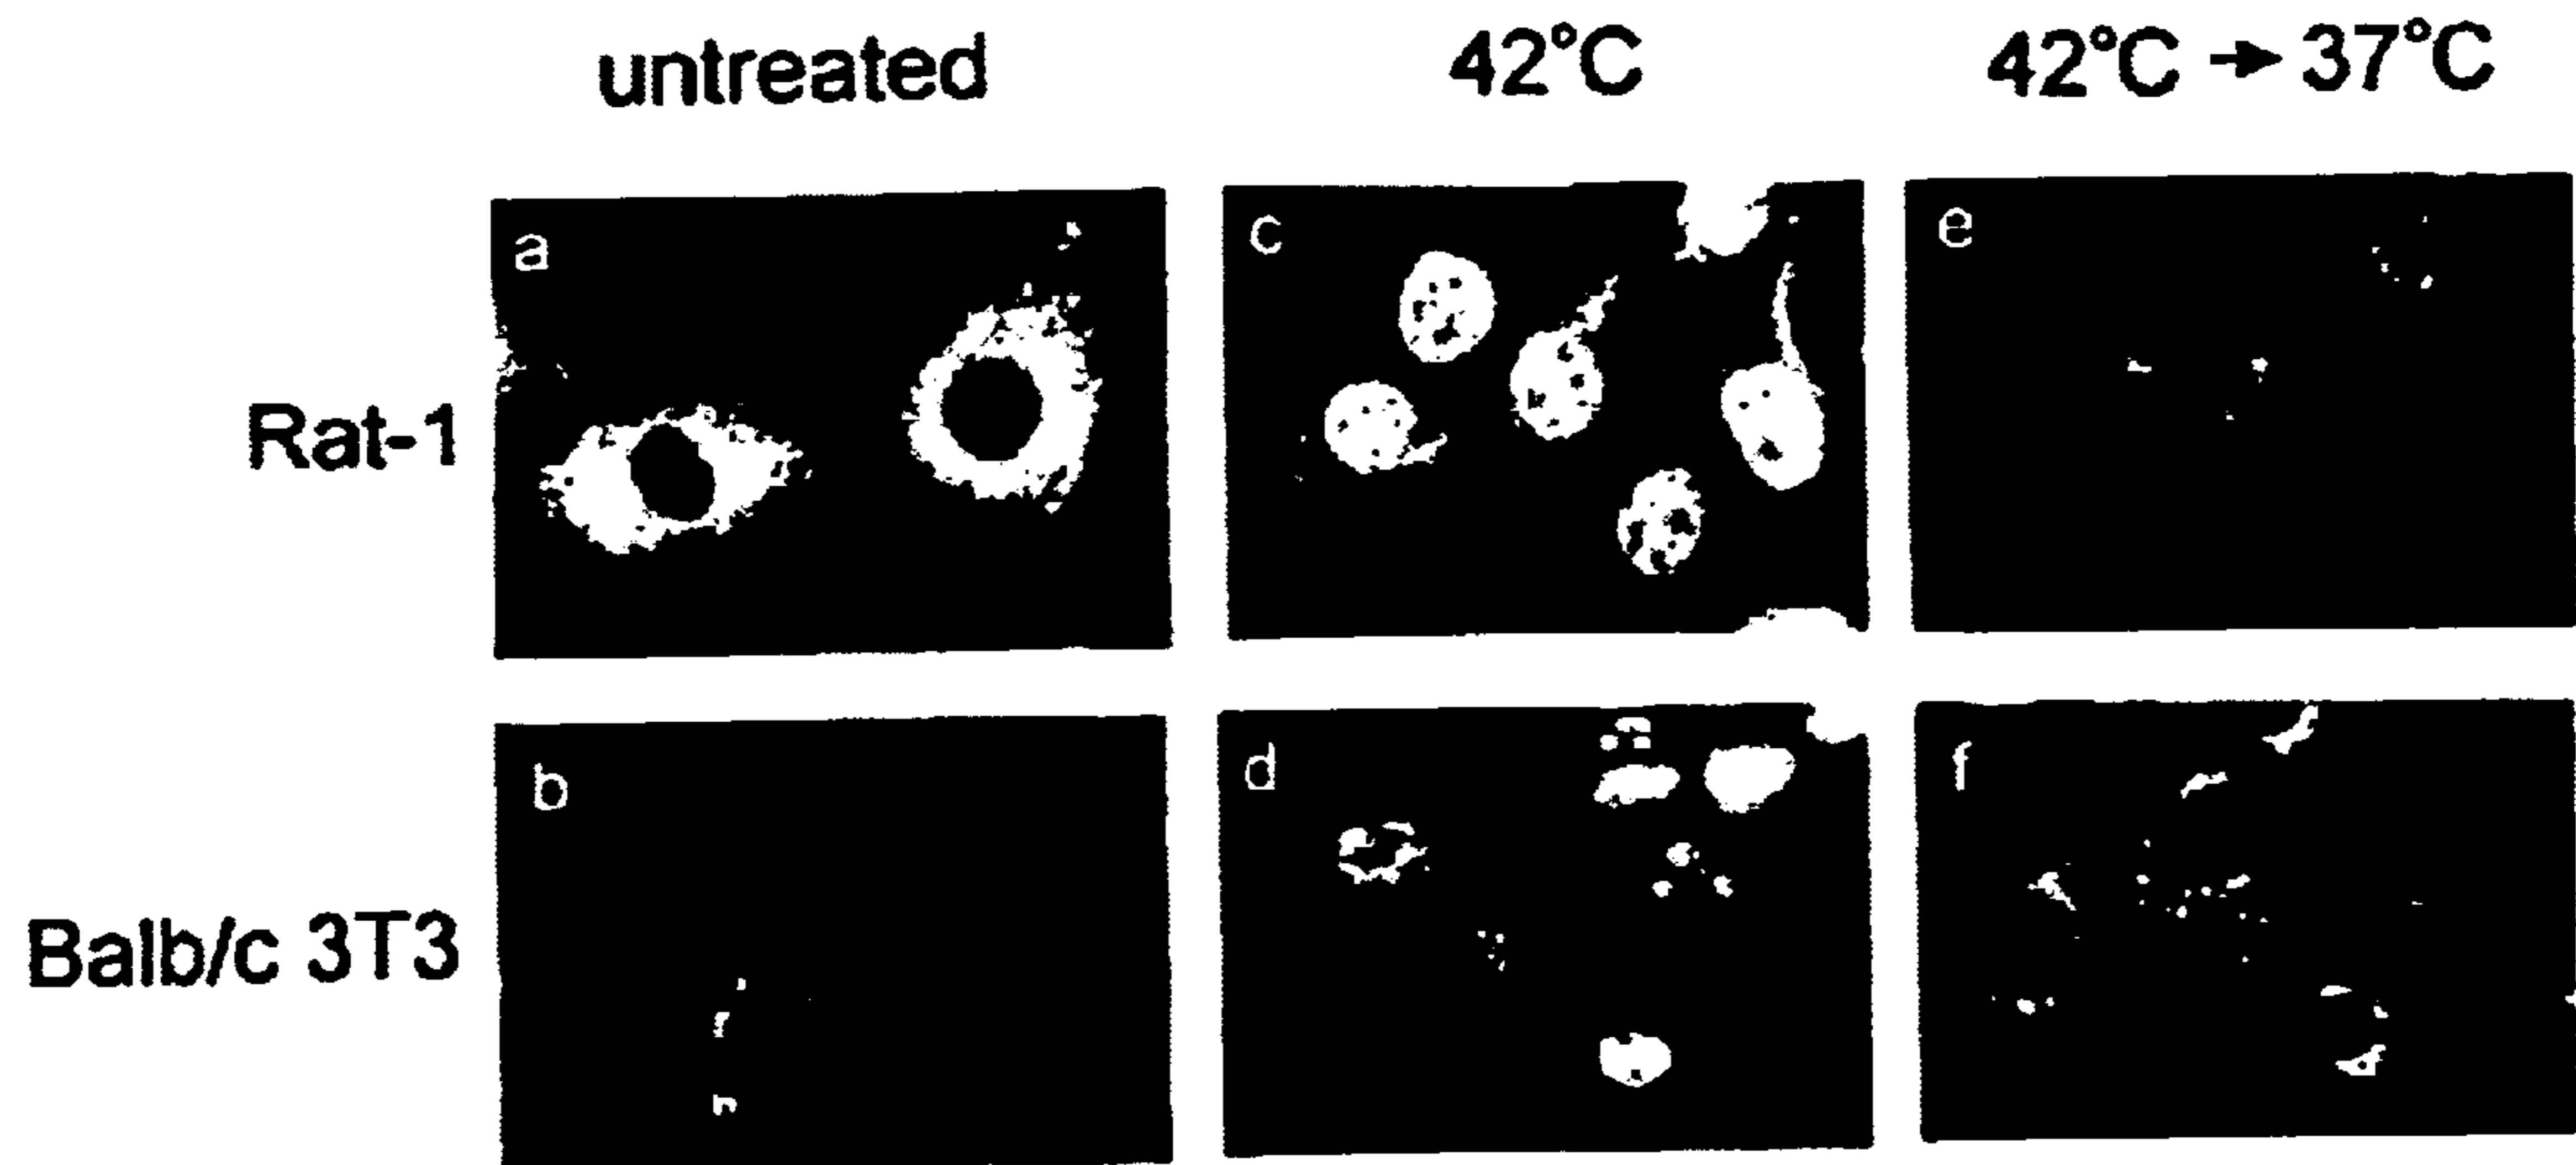 untreated 42°C 42°C → 37°C
a c e
Rat-1
b d f
Balb/c 3T3